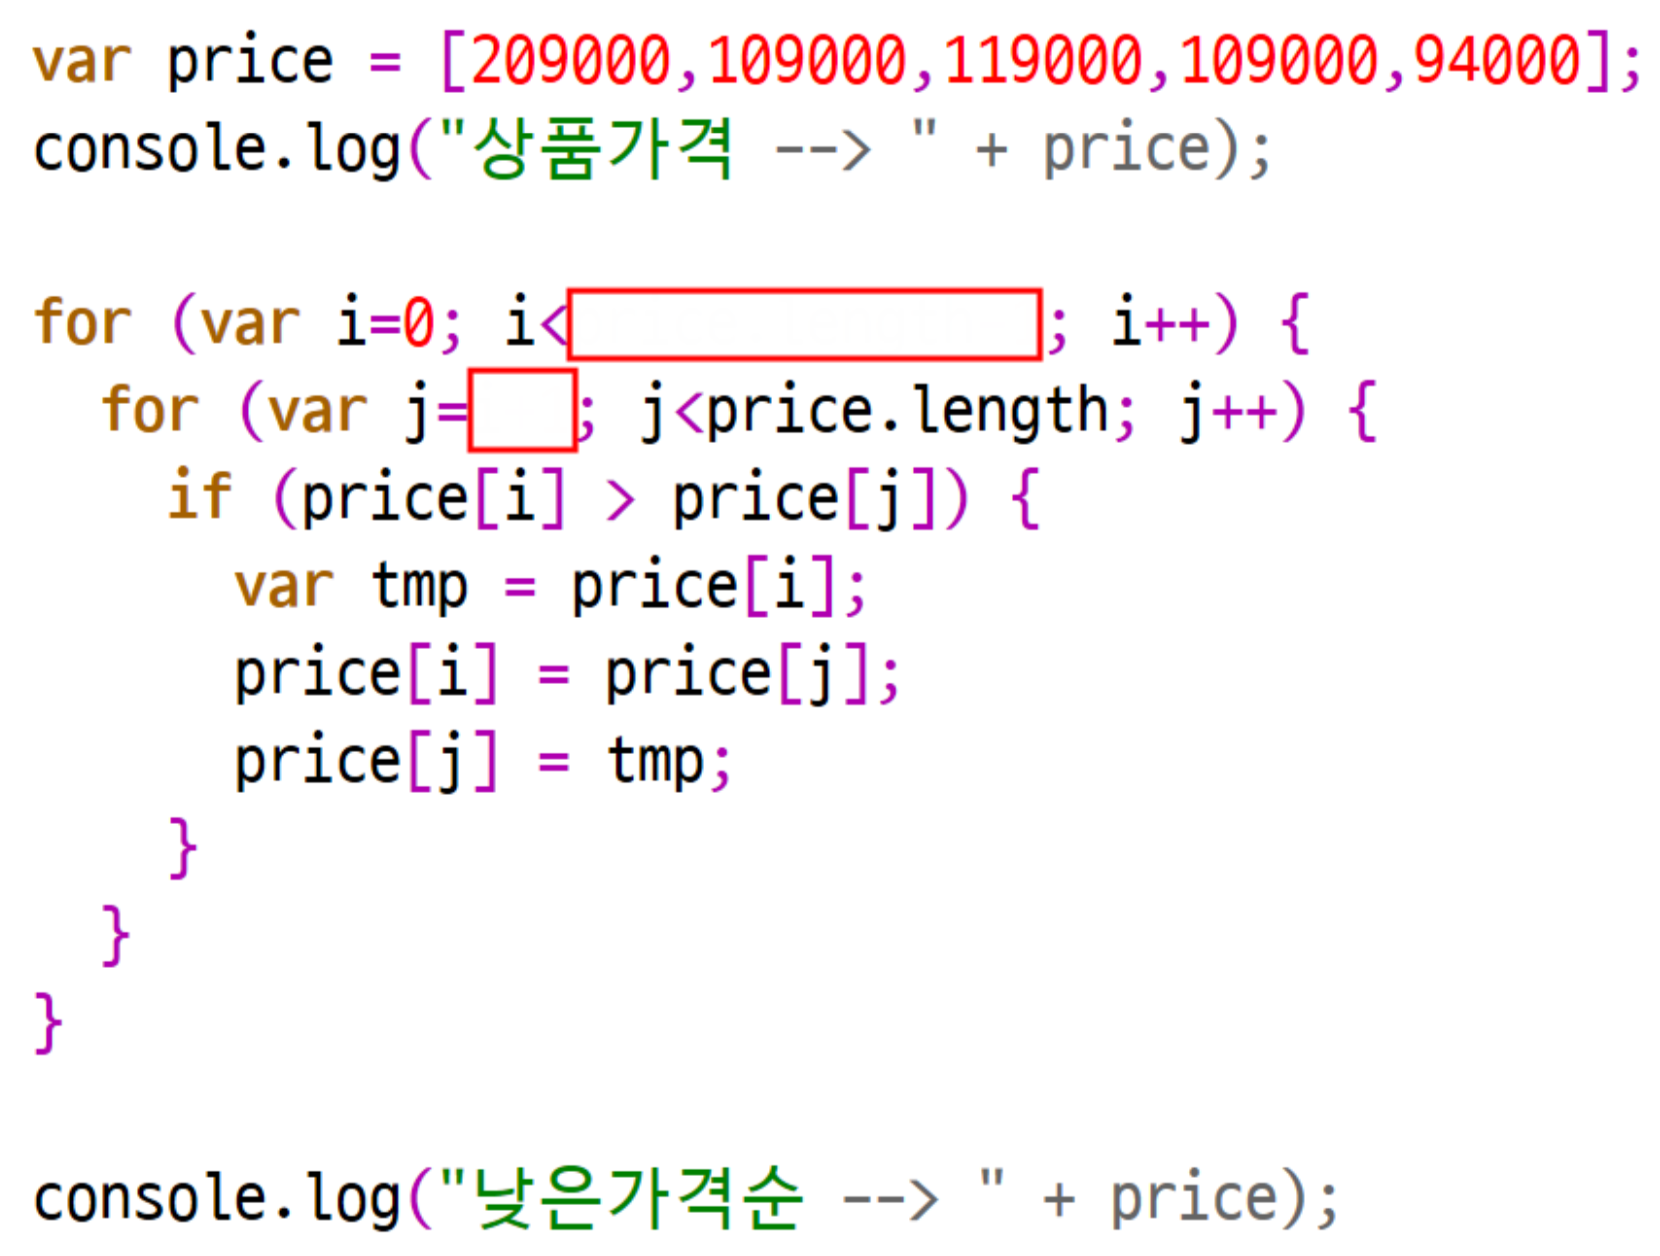 var price = [209000,109000,119000,109000,94000];
console.log("상품가격 --> " + price);
for (var i=0; i< ; i++) {
for (var j= ; j<price.length; j++) {
if (price[i] > price[j]) {
var tmp = price[i];
price[i] = price[j];
price[j] = tmp;
}
}
}
console.log("낮은가격순 --> " + price);